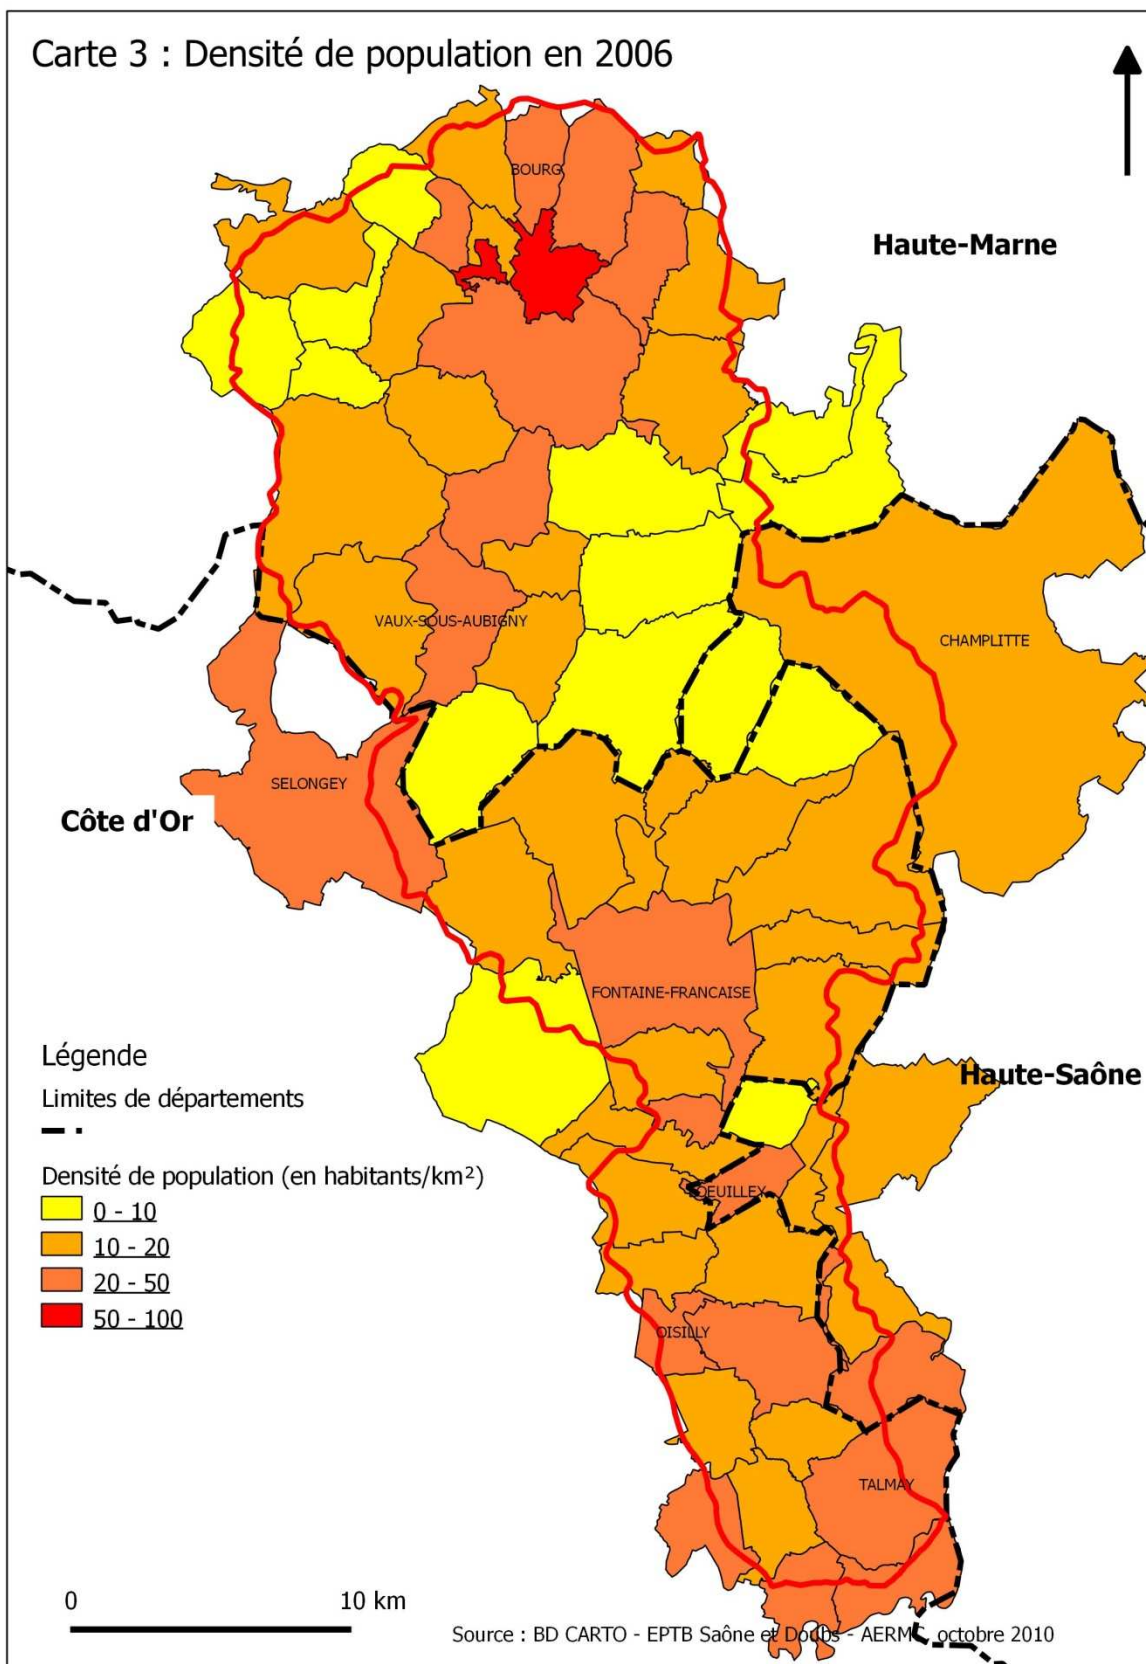 Carte 3 : Densité de population en 2006
BOURG
Haute-Marne
VAUX-SOUS-AUBIGNY
CHAMPLITTE
SELONGEY
Côte d'Or
FONTAINE-FRANCAISE
Légende
Limites de départements
Haute-Saône
Densité de population (en habitants/km²)
0 - 10
10 - 20
20 - 50
50 - 100
LOEUILLEY
OISILLY
TALMAY
0 10 km
Source : BD CARTO - EPTB Saône et Doubs - AERMC octobre 2010